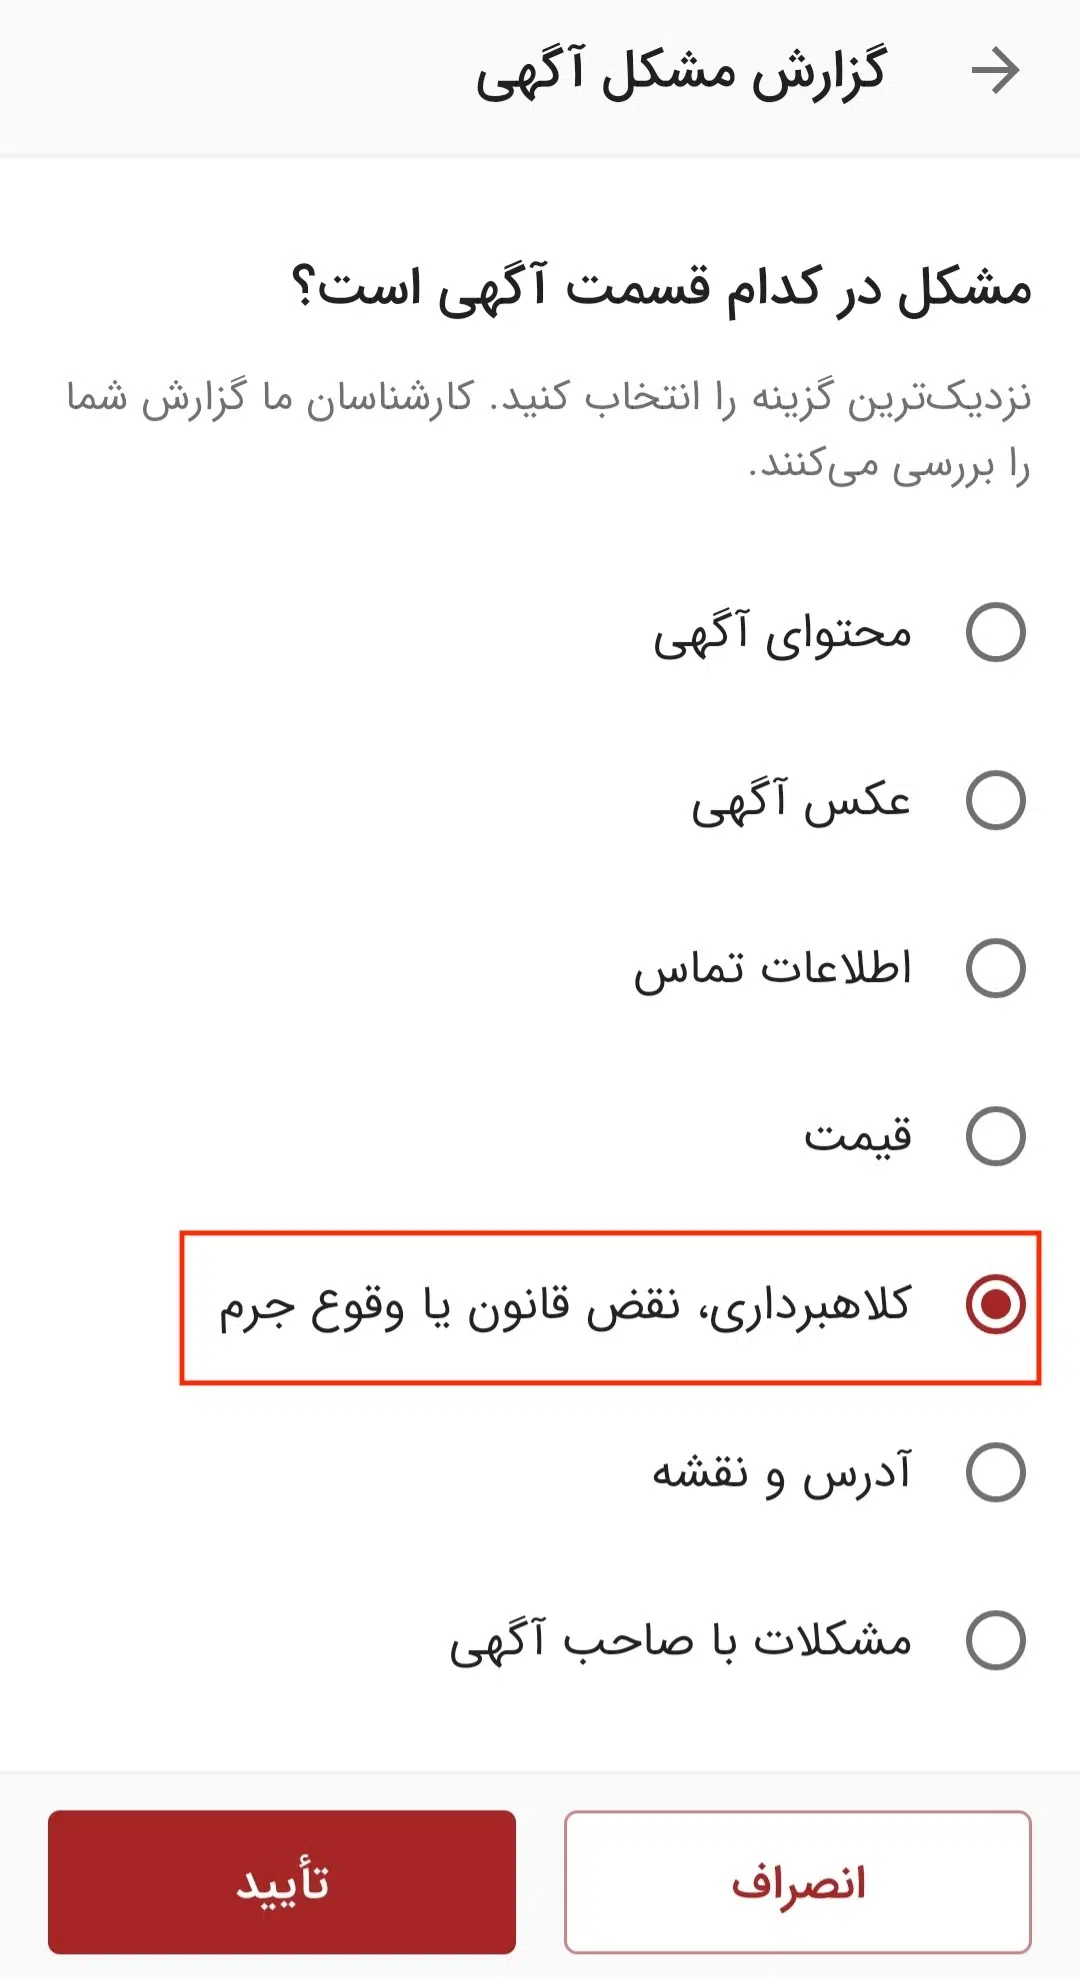 گزارش مشکل آگهی
مشکل در کدام قسمت آگهی است؟
نزدیک‌ترین گزینه را انتخاب کنید. کارشناسان ما گزارش شما
را بررسی می‌کنند.
محتوای آگهی
عکس آگهی
اطلاعات تماس
قیمت
کلاهبرداری، نقض قانون یا وقوع جرم
آدرس و نقشه
مشکلات با صاحب آگهی
انصراف
تأیید